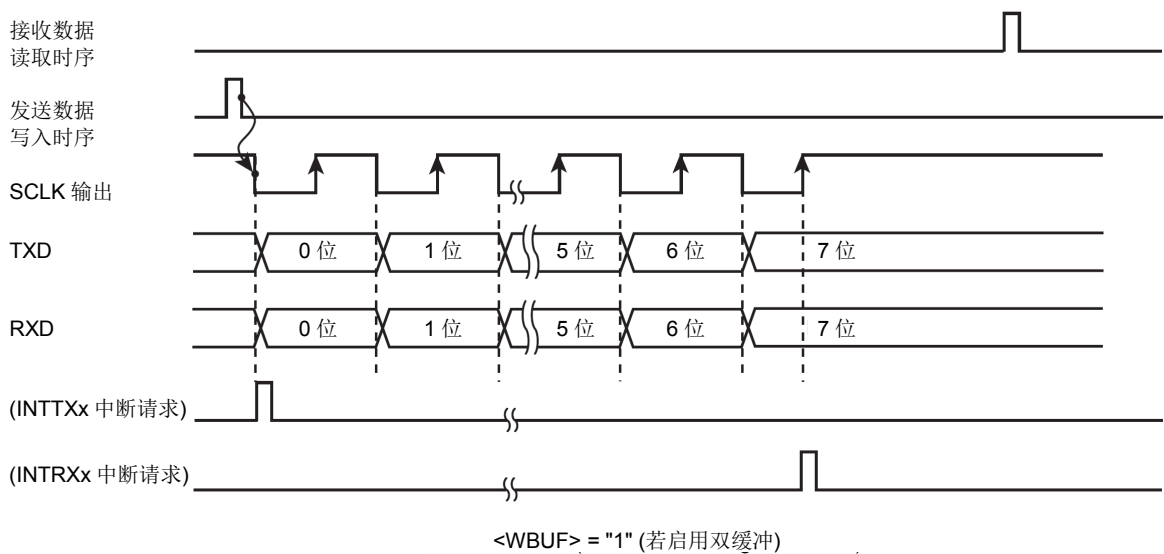 接收数据
读取时序
发送数据
写入时序
SCLK 输出
TXD
0 位 1 位 5 位 6 位 7 位
RXD
0 位 1 位 5 位 6 位 7 位
(INTTXx 中断请求)
(INTRXx 中断请求)
<WBUF> = "1" (若启用双缓冲)